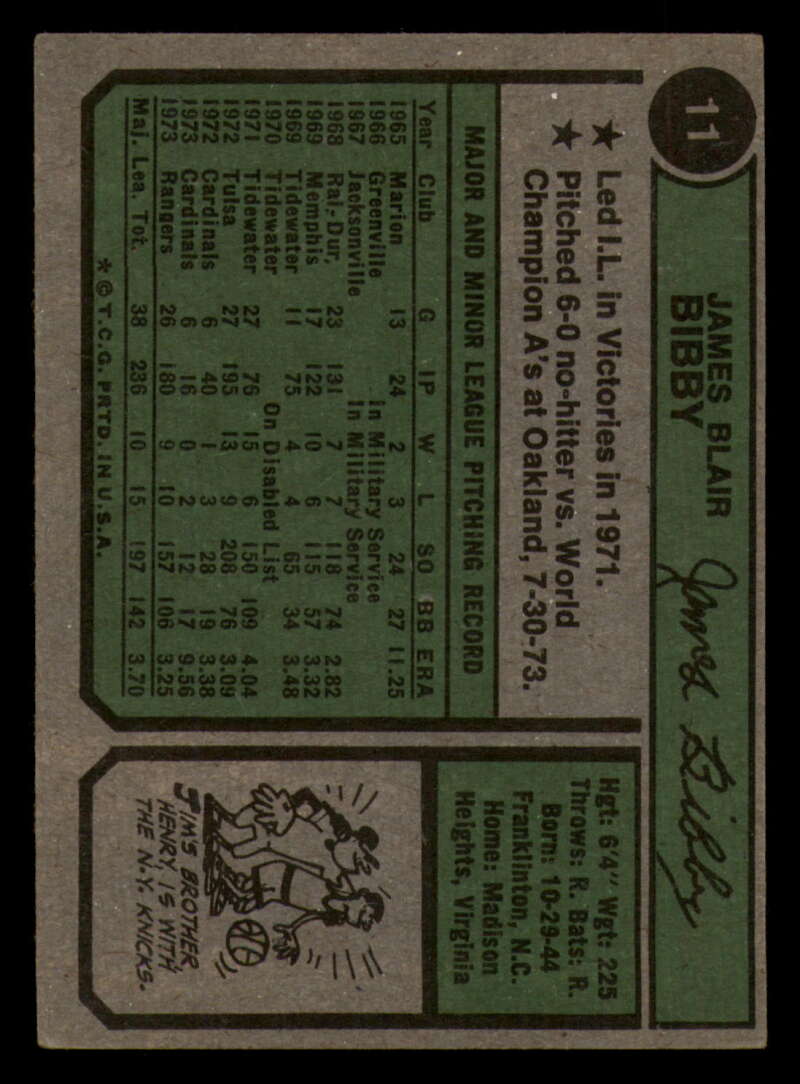 11
JAMES BLAIR
BIBBY
James Bibby
★ Led I.L. in Victories in 1971.
★ Pitched 6-0 no-hitter vs. World
Champion A's at Oakland, 7-30-73.
MAJOR AND MINOR LEAGUE PITCHING RECORD
Year Club G IP W L SO BB ERA
1965 Marion 13 24 2 3 24 27 11.25
1966 Greenville In Military Service
1967 Jacksonville In Military Service
1968 Ral.-Dur. 23 131 7 7 118 74 2.82
1969 Memphis 17 122 10 6 115 57 3.32
1969 Tidewater 11 75 4 4 65 34 3.48
1970 Tidewater On Disabled List
1971 Tidewater 27 76 15 6 150 109 4.04
1972 Tulsa 27 195 13 9 208 76 3.09
1972 Cardinals 6 40 1 3 28 19 3.38
1973 Cardinals 6 16 0 2 12 17 9.56
1973 Rangers 26 180 9 10 157 106 3.25
Maj. Lea. Tot. 38 236 10 15 197 142 3.70
* © T.C.G. PRTD. IN U.S.A.
Hgt: 6'4" Wgt: 225
Throws: R. Bats: R.
Born: 10-29-44
Franklinton, N.C.
Home: Madison
Heights, Virginia
JIM'S BROTHER
HENRY, IS WITH
THE N.Y. KNICKS.